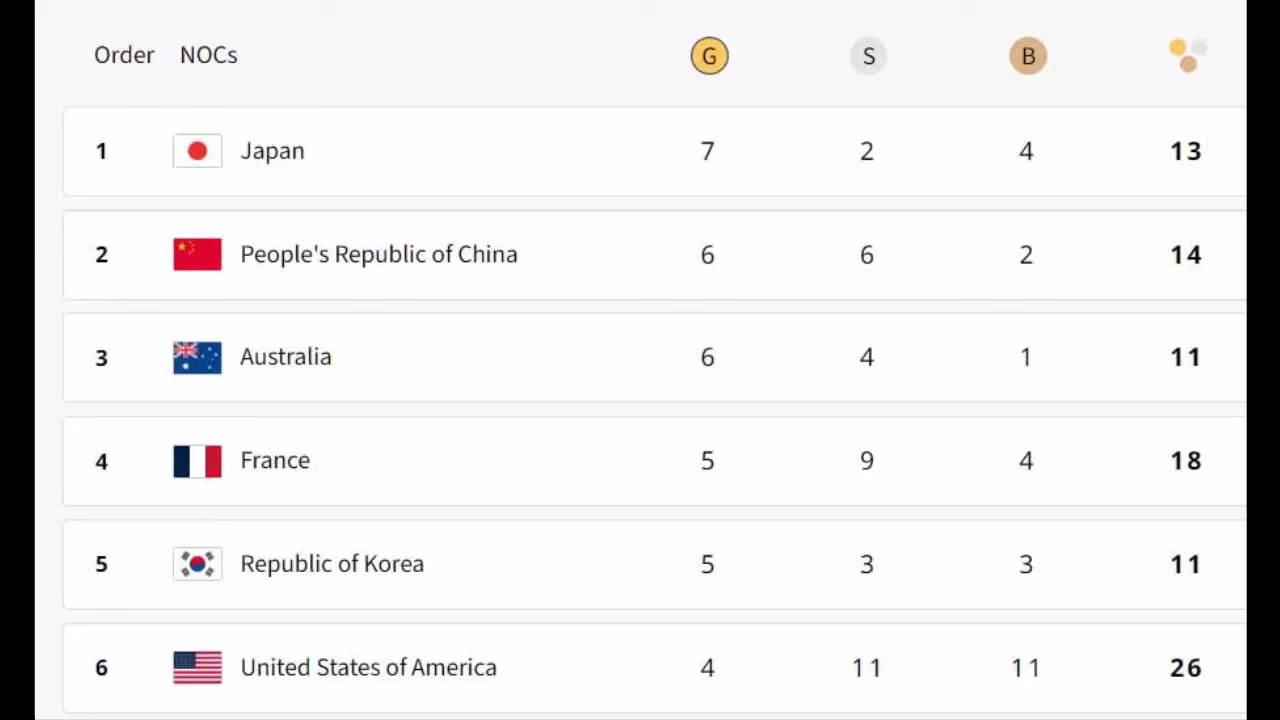 Order NOCs G S B
1 Japan 7 2 4 13
2 People's Republic of China 6 6 2 14
3 Australia 6 4 1 11
4 France 5 9 4 18
5 Republic of Korea 5 3 3 11
6 United States of America 4 11 11 26